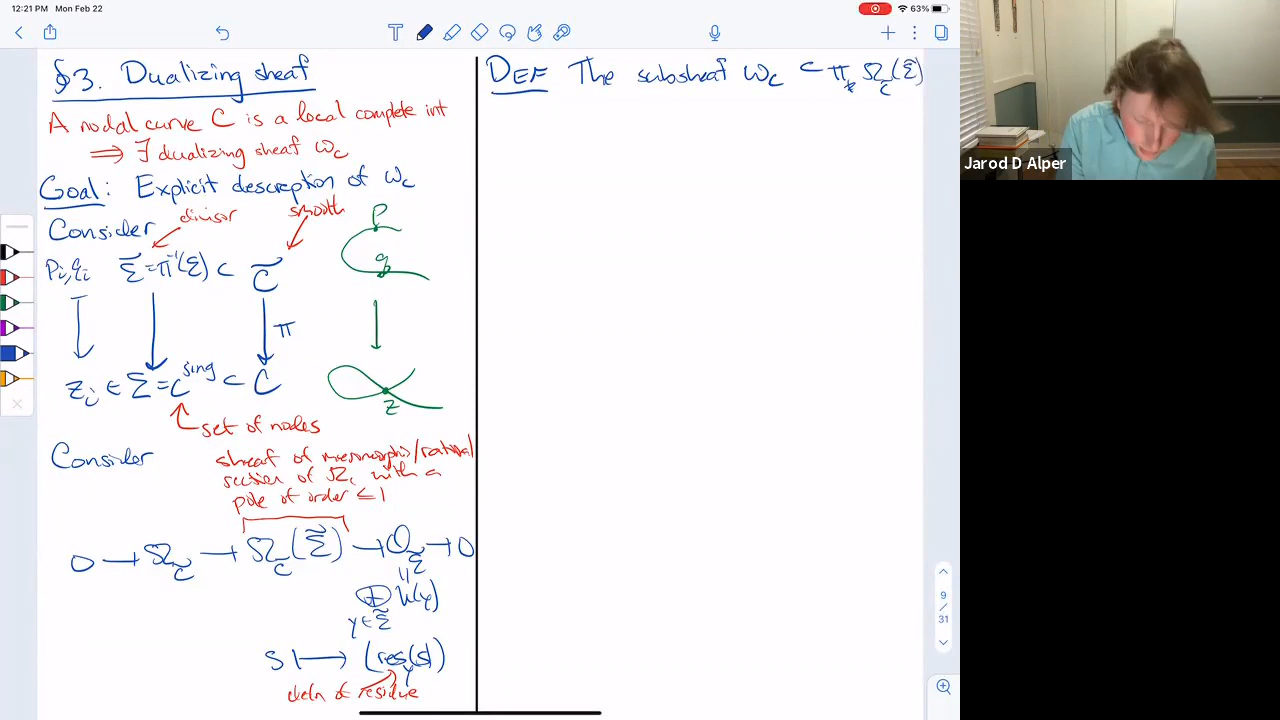 12:21 PM Mon Feb 22
63%
§3. Dualizing sheaf
A nodal curve C is a local complete int
⇒ ∃ dualizing sheaf ω_C
Goal: Explicit description of ω_C
Consider
divisor
smooth
p_i, q_i Σ̃ = π⁻¹(Σ) ⊂ C̃
π
z_i ∈ Σ = C^sing ⊂ C
set of nodes
p
q
z
Consider
sheaf of meromorphic/rational
section of Ω_C with a
pole of order ≤ 1
0 → Ω_C̃ → Ω_C̃(Σ̃) → O_Σ̃ → 0
||
⊕ k(y)
y ∈ Σ̃
s ↦ (res_y(s))
defn of residue
DEF The subsheaf ω_C ⊂ π_* Ω_C̃(Σ̃)
9
/
31
Jarod D Alper